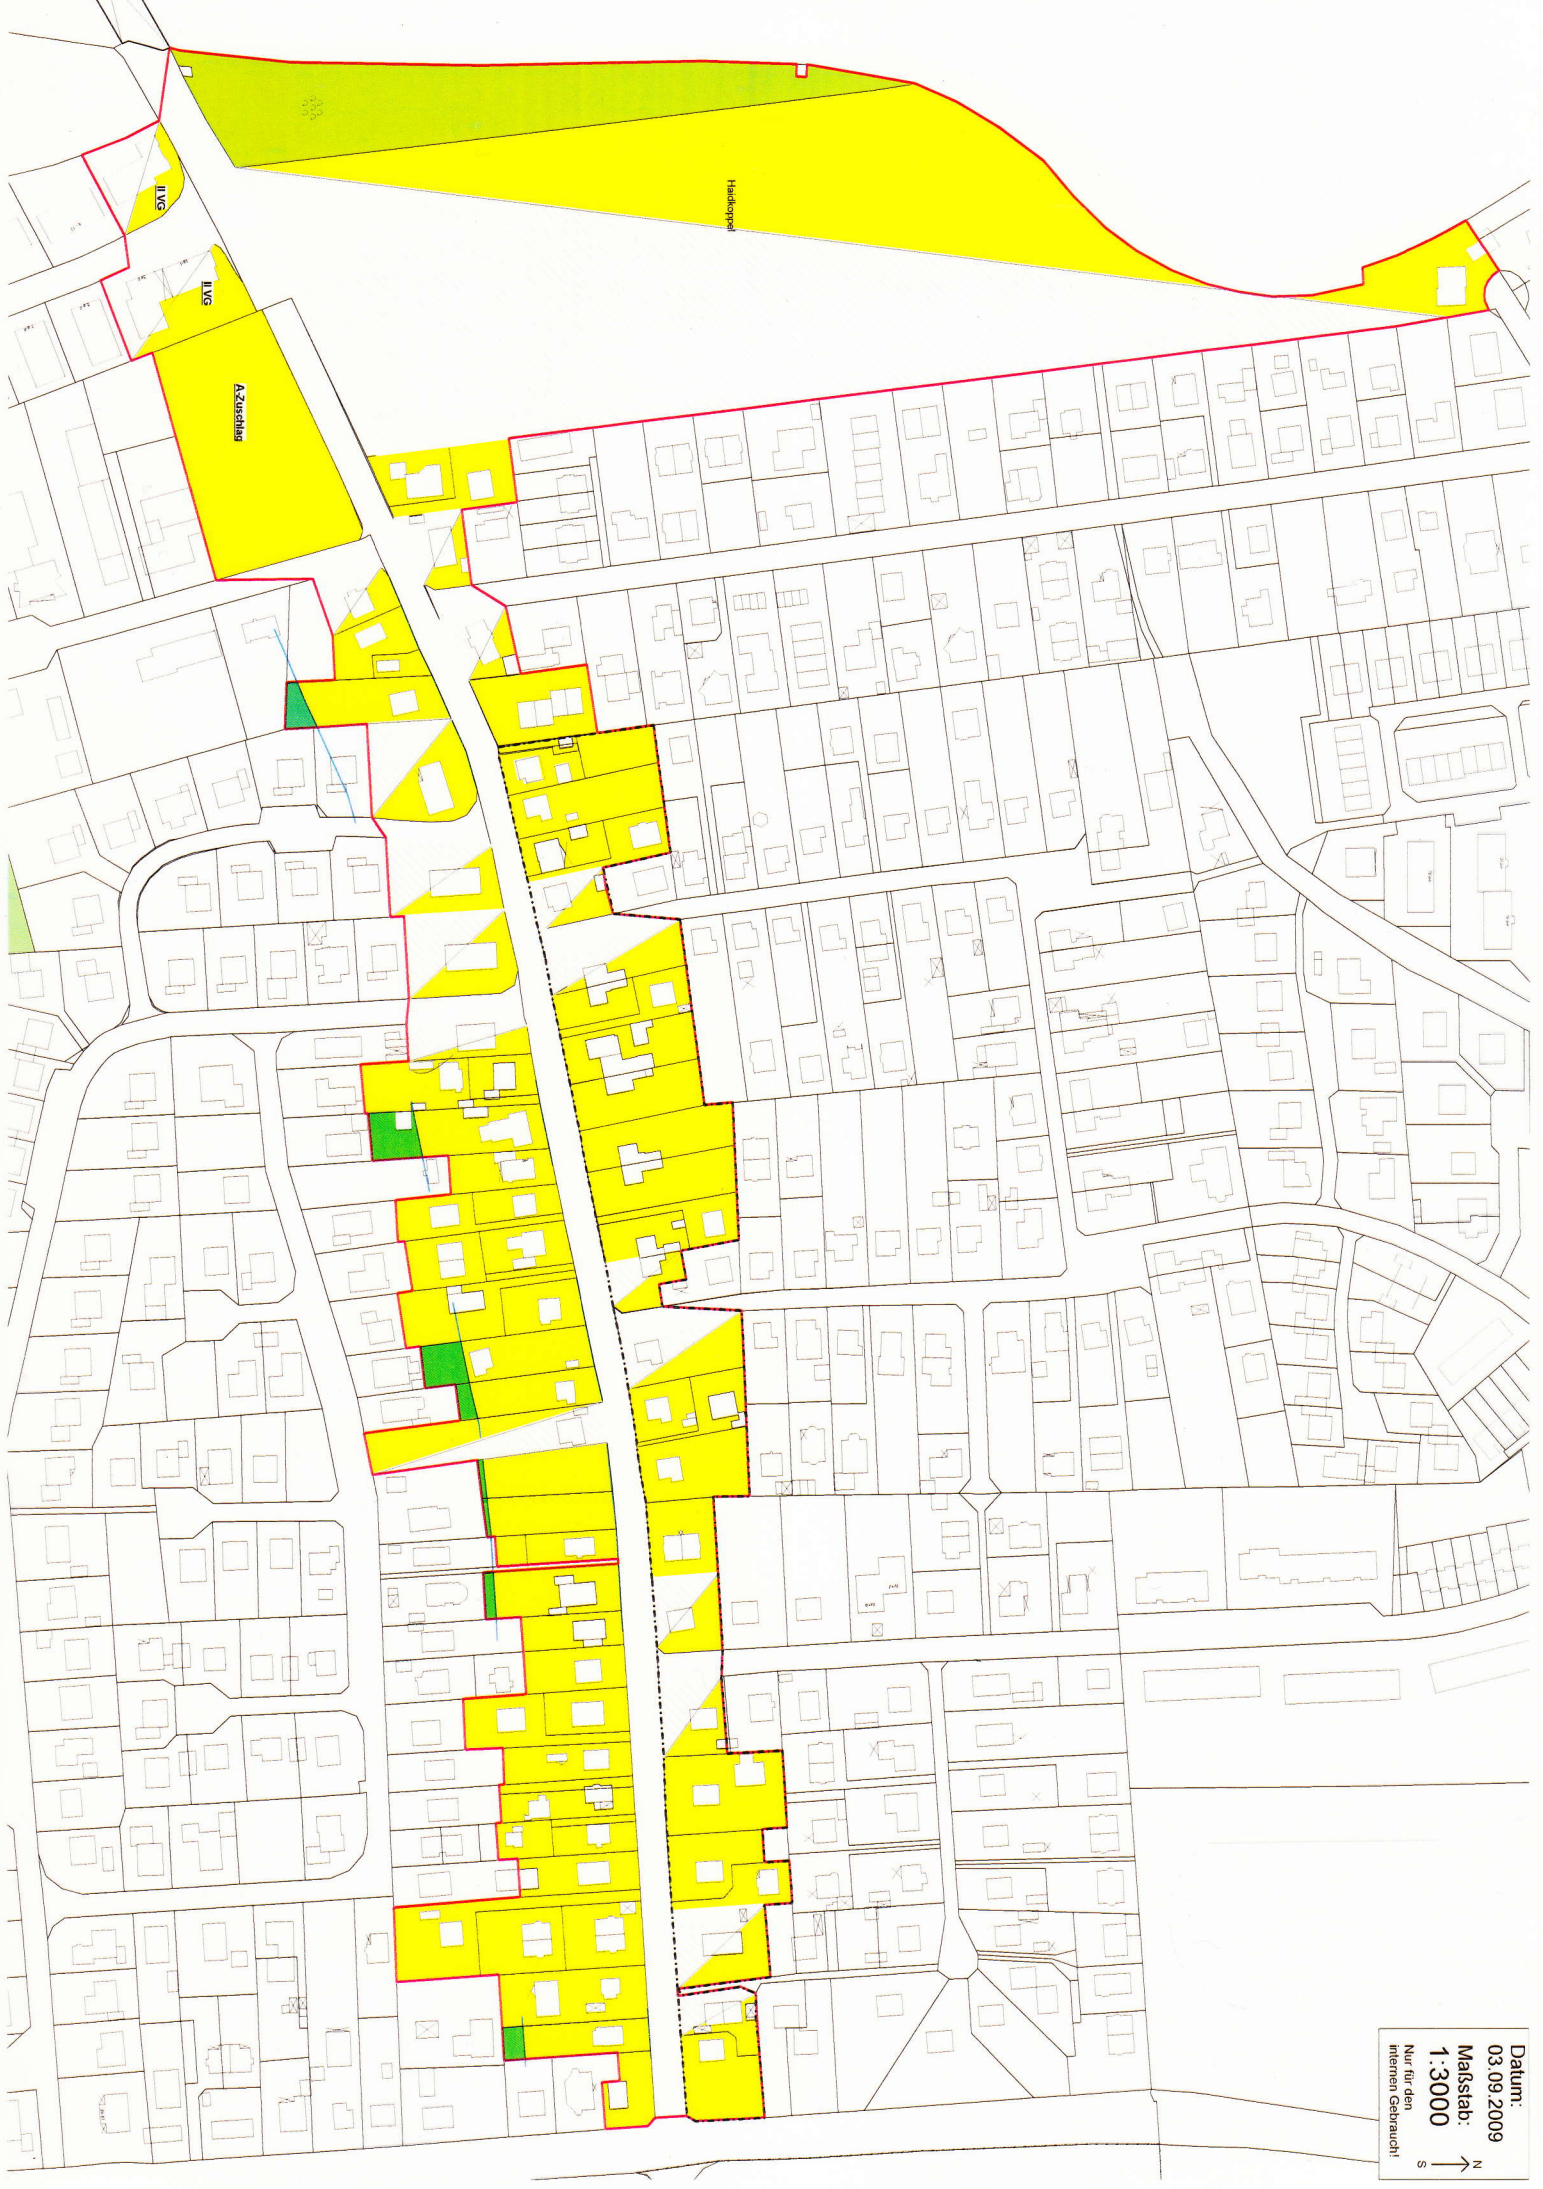 Haidkoppel
II VG
II VG
A-Zuschlag
Datum:
03.09.2009
Maßstab:
1:3000
Nur für den
internen Gebrauch!
N
S